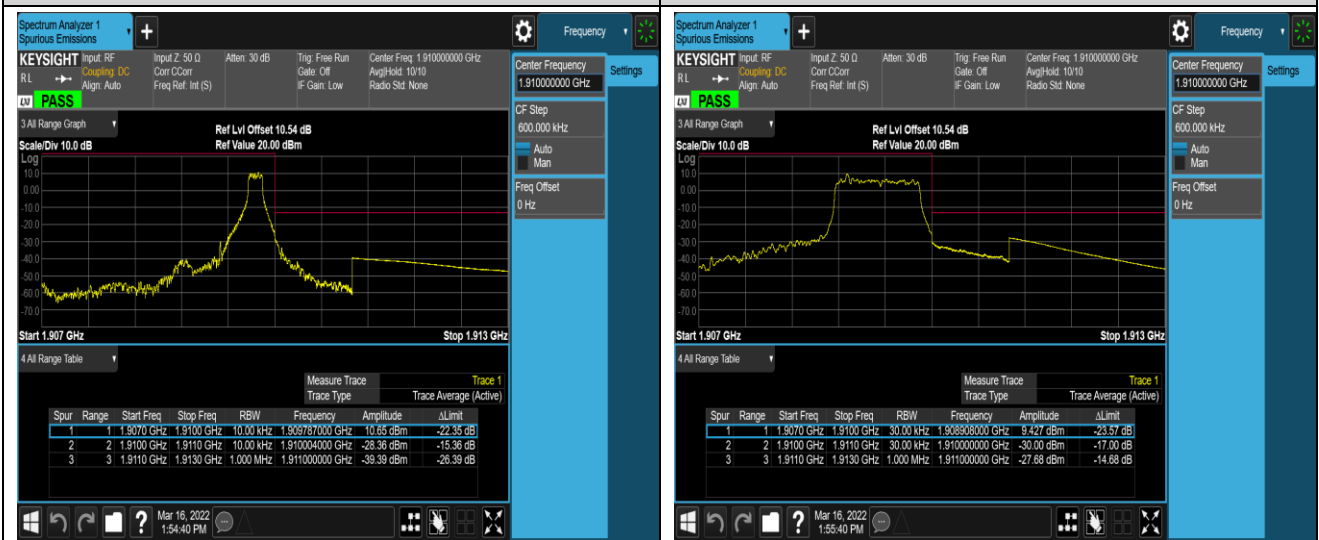 Spectrum Analyzer 1
Spurious Emissions
Frequency
KEYSIGHT Input: RF Input Z: 50 Ω Atten: 30 dB Trig: Free Run Center Freq: 1.910000000 GHz
RL Coupling: DC Corr CCorr Gate: Off Avg|Hold: 10/10
Align: Auto Freq Ref: Int (S) IF Gain: Low Radio Std: None
LXI PASS
Center Frequency
1.910000000 GHz
Settings
CF Step
600.000 kHz
Auto
Man
Freq Offset
0 Hz
3 All Range Graph
Ref Lvl Offset 10.54 dB
Scale/Div 10.0 dB Ref Value 20.00 dBm
Log
10.0
0.00
-10.0
-20.0
-30.0
-40.0
-50.0
-60.0
-70.0
Start 1.907 GHz Stop 1.913 GHz
4 All Range Table
Measure Trace Trace 1
Trace Type Trace Average (Active)
Spur Range Start Freq Stop Freq RBW Frequency Amplitude ΔLimit
1 1 1.9070 GHz 1.9100 GHz 10.00 kHz 1.909787000 GHz 10.65 dBm -22.35 dB
2 2 1.9100 GHz 1.9110 GHz 10.00 kHz 1.910004000 GHz -28.36 dBm -15.36 dB
3 3 1.9110 GHz 1.9130 GHz 1.000 MHz 1.911000000 GHz -39.39 dBm -26.39 dB
? Mar 16, 2022
1:54:40 PM
Spectrum Analyzer 1
Spurious Emissions
Frequency
KEYSIGHT Input: RF Input Z: 50 Ω Atten: 30 dB Trig: Free Run Center Freq: 1.910000000 GHz
RL Coupling: DC Corr CCorr Gate: Off Avg|Hold: 10/10
Align: Auto Freq Ref: Int (S) IF Gain: Low Radio Std: None
LXI PASS
Center Frequency
1.910000000 GHz
Settings
CF Step
600.000 kHz
Auto
Man
Freq Offset
0 Hz
3 All Range Graph
Ref Lvl Offset 10.54 dB
Scale/Div 10.0 dB Ref Value 20.00 dBm
Log
10.0
0.00
-10.0
-20.0
-30.0
-40.0
-50.0
-60.0
-70.0
Start 1.907 GHz Stop 1.913 GHz
4 All Range Table
Measure Trace Trace 1
Trace Type Trace Average (Active)
Spur Range Start Freq Stop Freq RBW Frequency Amplitude ΔLimit
1 1 1.9070 GHz 1.9100 GHz 30.00 kHz 1.908908000 GHz 9.427 dBm -23.57 dB
2 2 1.9100 GHz 1.9110 GHz 30.00 kHz 1.910000000 GHz -30.00 dBm -17.00 dB
3 3 1.9110 GHz 1.9130 GHz 1.000 MHz 1.911000000 GHz -27.68 dBm -14.68 dB
? Mar 16, 2022
1:55:40 PM